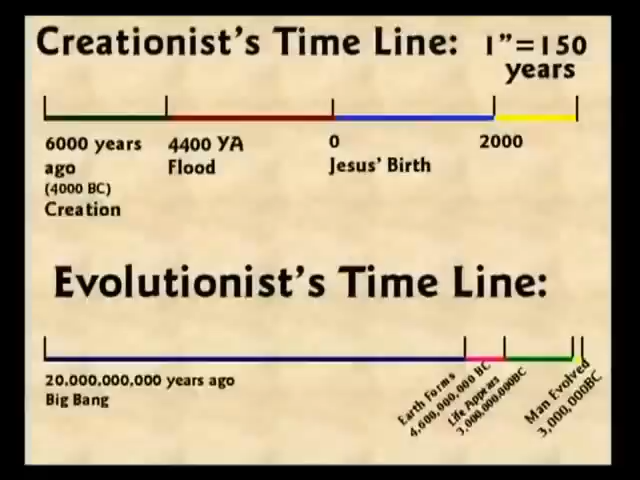 Creationist's Time Line: 1"=150
years
6000 years
ago
(4000 BC)
Creation
4400 YA
Flood
0
Jesus' Birth
2000
Evolutionist's Time Line:
20,000,000,000 years ago
Big Bang
Earth Forms
4,600,000,000 BC
Life Appears
3,000,000,000BC
Man Evolved
3,000,000BC